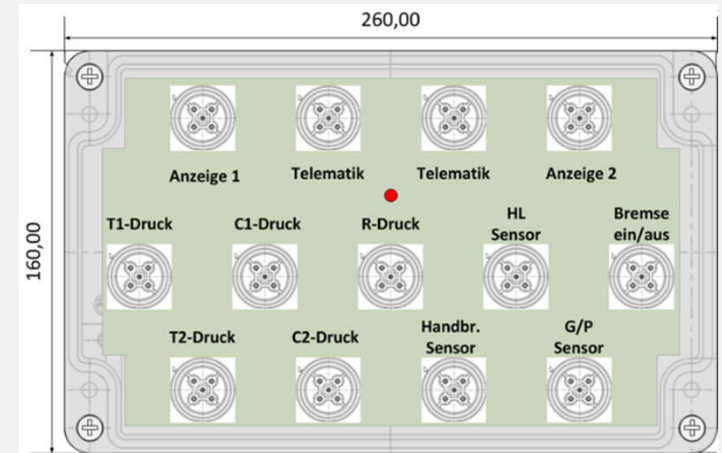 260,00
160,00
Anzeige 1
Telematik
Telematik
Anzeige 2
T1-Druck
C1-Druck
R-Druck
HL
Sensor
Bremse
ein/aus
T2-Druck
C2-Druck
Handbr.
Sensor
G/P
Sensor